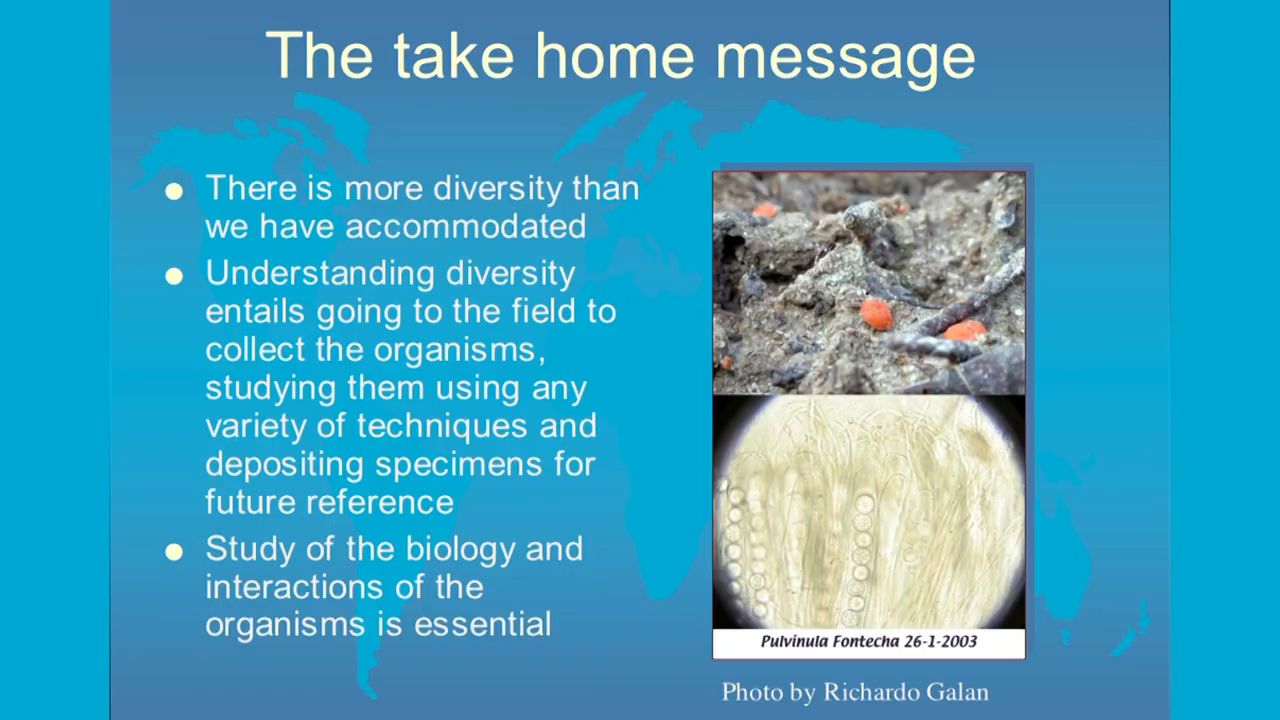 The take home message
There is more diversity than
we have accommodated
Understanding diversity
entails going to the field to
collect the organisms,
studying them using any
variety of techniques and
depositing specimens for
future reference
Study of the biology and
interactions of the
organisms is essential
Pulvinula Fontecha 26-1-2003
Photo by Richardo Galan